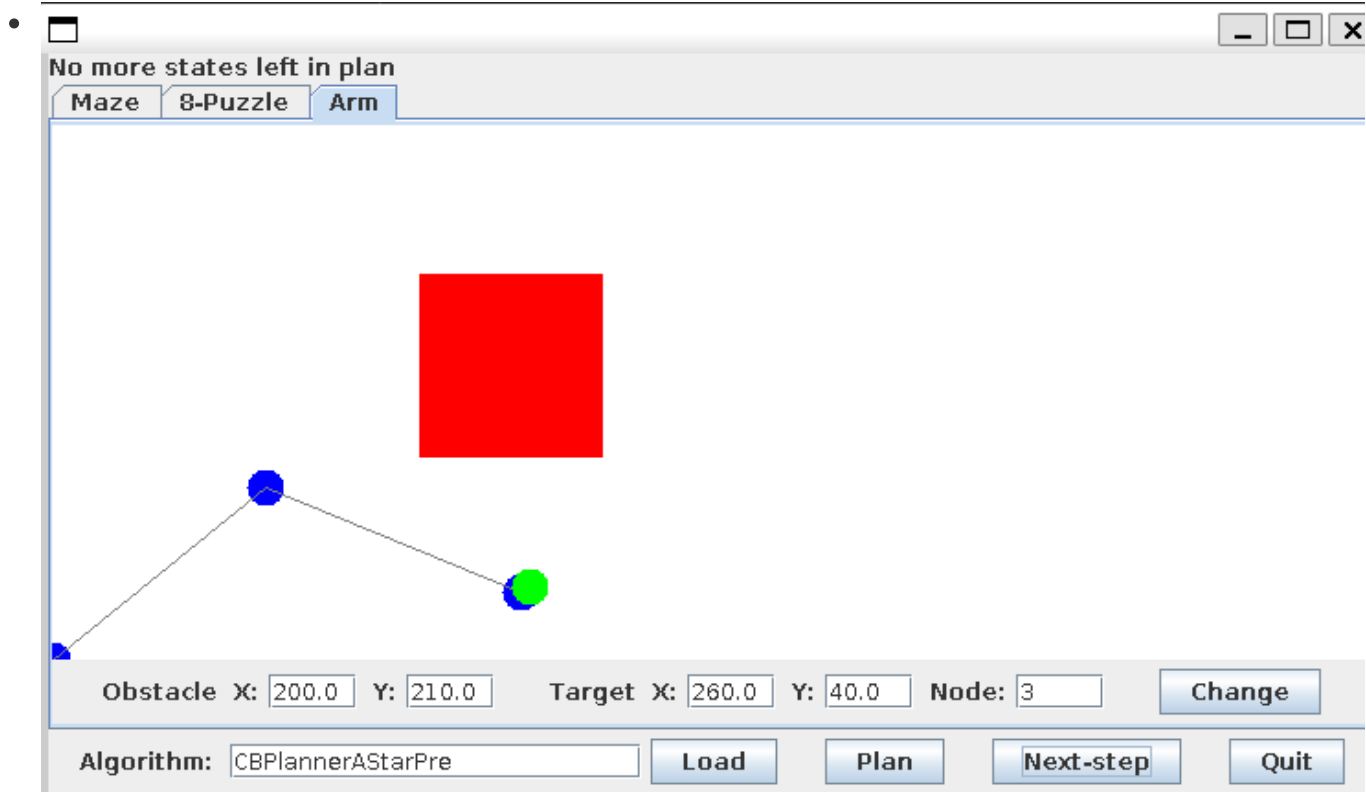 No more states left in plan
Maze 8-Puzzle Arm
Obstacle X: 200.0 Y: 210.0 Target X: 260.0 Y: 40.0 Node: 3 Change
Algorithm: CBPlannerAStarPre Load Plan Next-step Quit